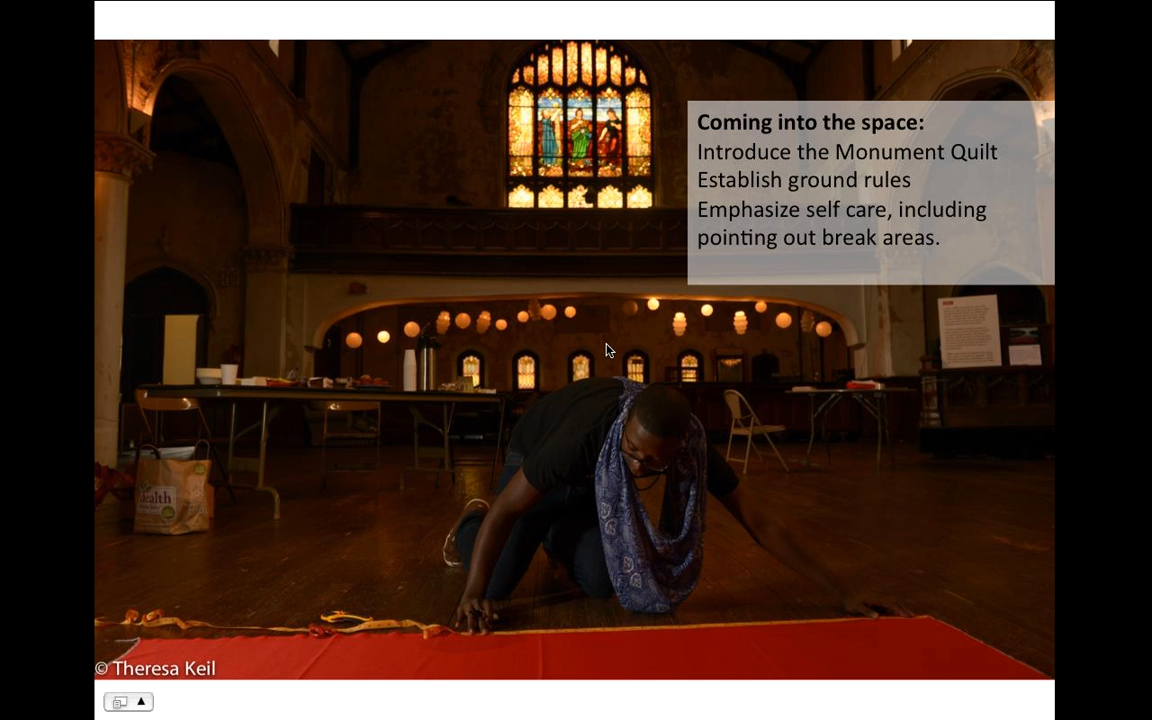 Coming into the space:
Introduce the Monument Quilt
Establish ground rules
Emphasize self care, including
pointing out break areas.
ealth
© Theresa Keil